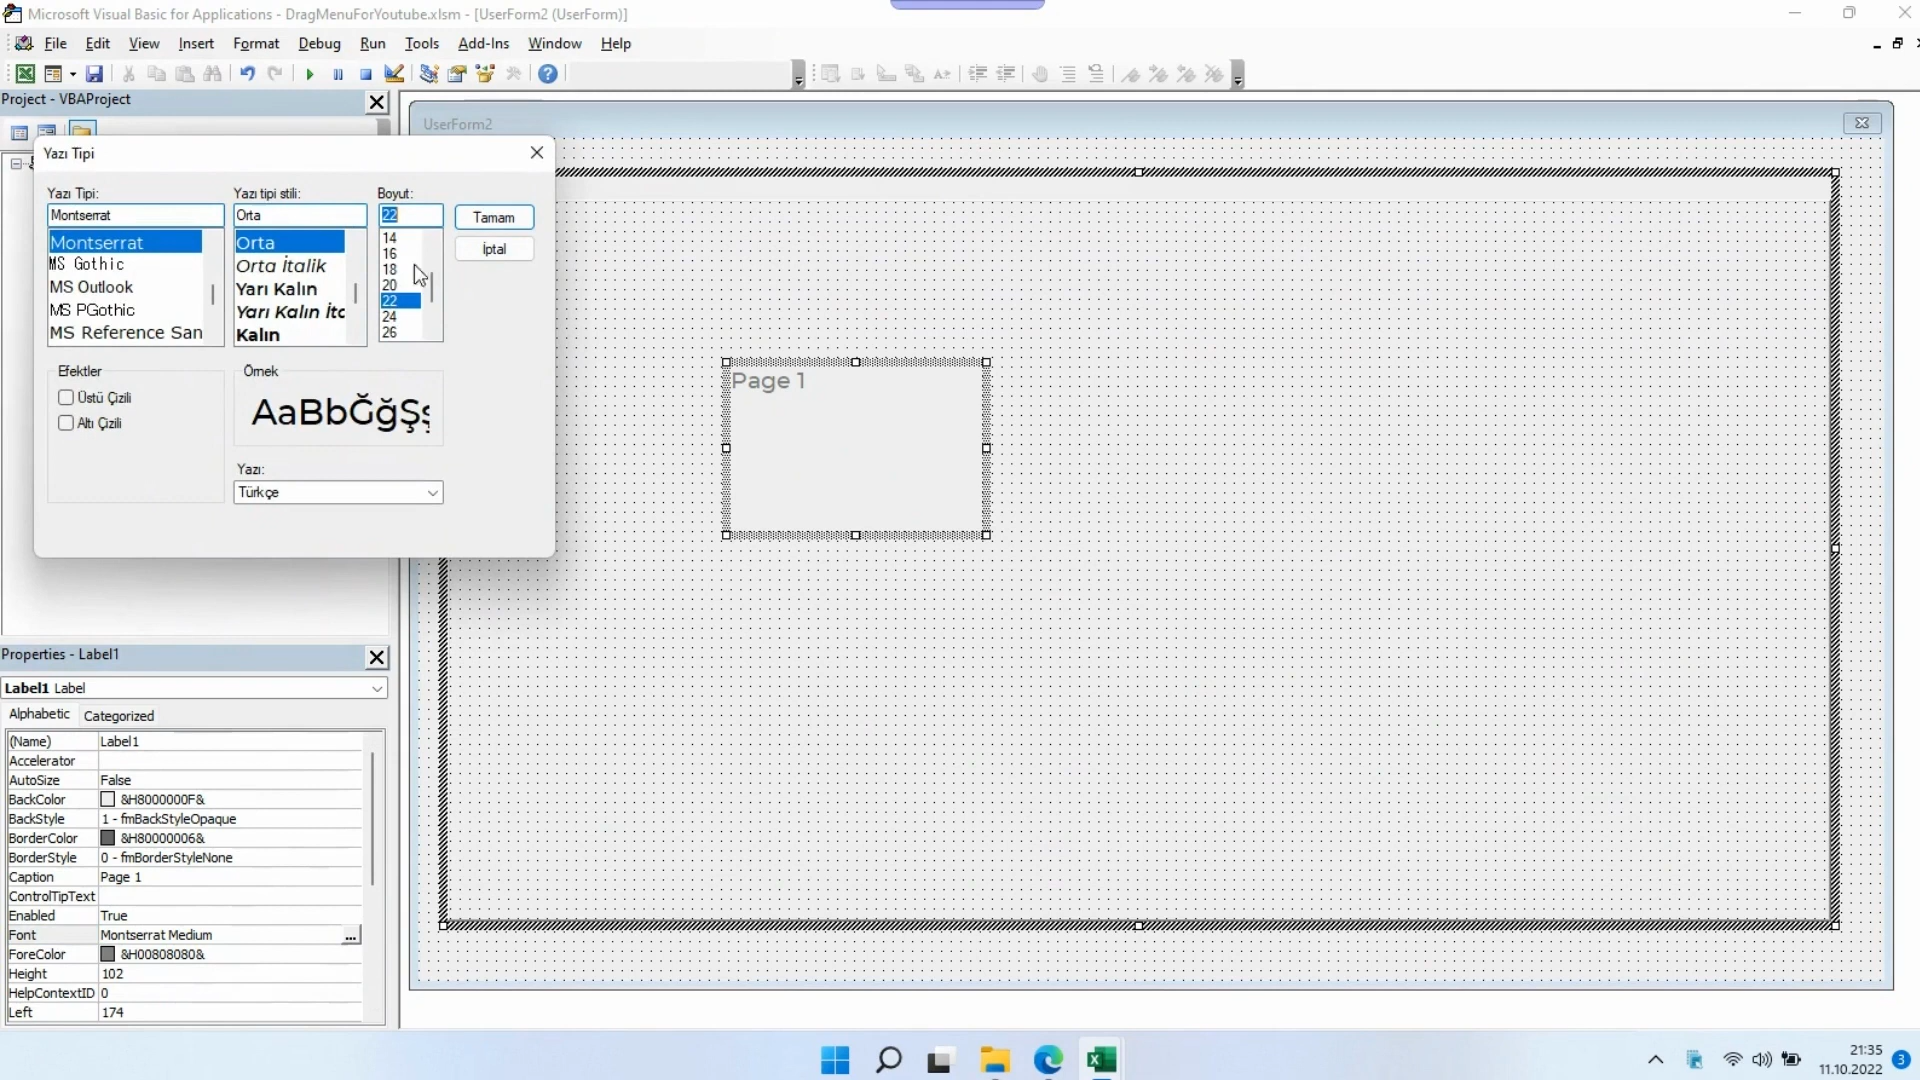 Microsoft Visual Basic for Applications - DragMenuForYoutube.xlsm - [UserForm2 (UserForm)]
File Edit View Insert Format Debug Run Tools Add-Ins Window Help
Project - VBAProject
UserForm2
Yazı Tipi
Yazı Tipi: Yazı tipi stili: Boyut:
Montserrat Orta 22 Tamam
Montserrat Orta 14
İptal
MS Gothic Orta İtalik 16
MS Outlook Yarı Kalın 18
MS PGothic Yarı Kalın İta 20
MS Reference San Kalın 22
24
26
Efektler Örnek
Üstü Çizili
Altı Çizili
AaBbĞğŞş
Yazı:
Türkçe
Page 1
Properties - Label1
Label1 Label
Alphabetic Categorized
(Name) Label1
Accelerator
AutoSize False
BackColor &H8000000F&
BackStyle 1 - fmBackStyleOpaque
BorderColor &H80000006&
BorderStyle 0 - fmBorderStyleNone
Caption Page 1
ControlTipText
Enabled True
Font Montserrat Medium ...
ForeColor &H00808080&
Height 102
HelpContextID 0
Left 174
21:35
11.10.2022 3